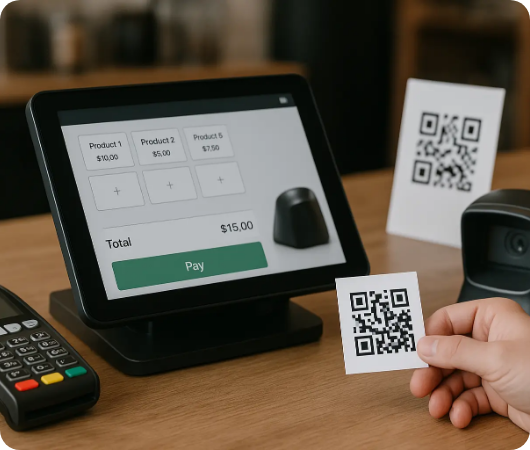 Product 1
$10,00
Product 2
$5,00
Product 5
$7,50
+
+
+
Total
$15,00
Pay